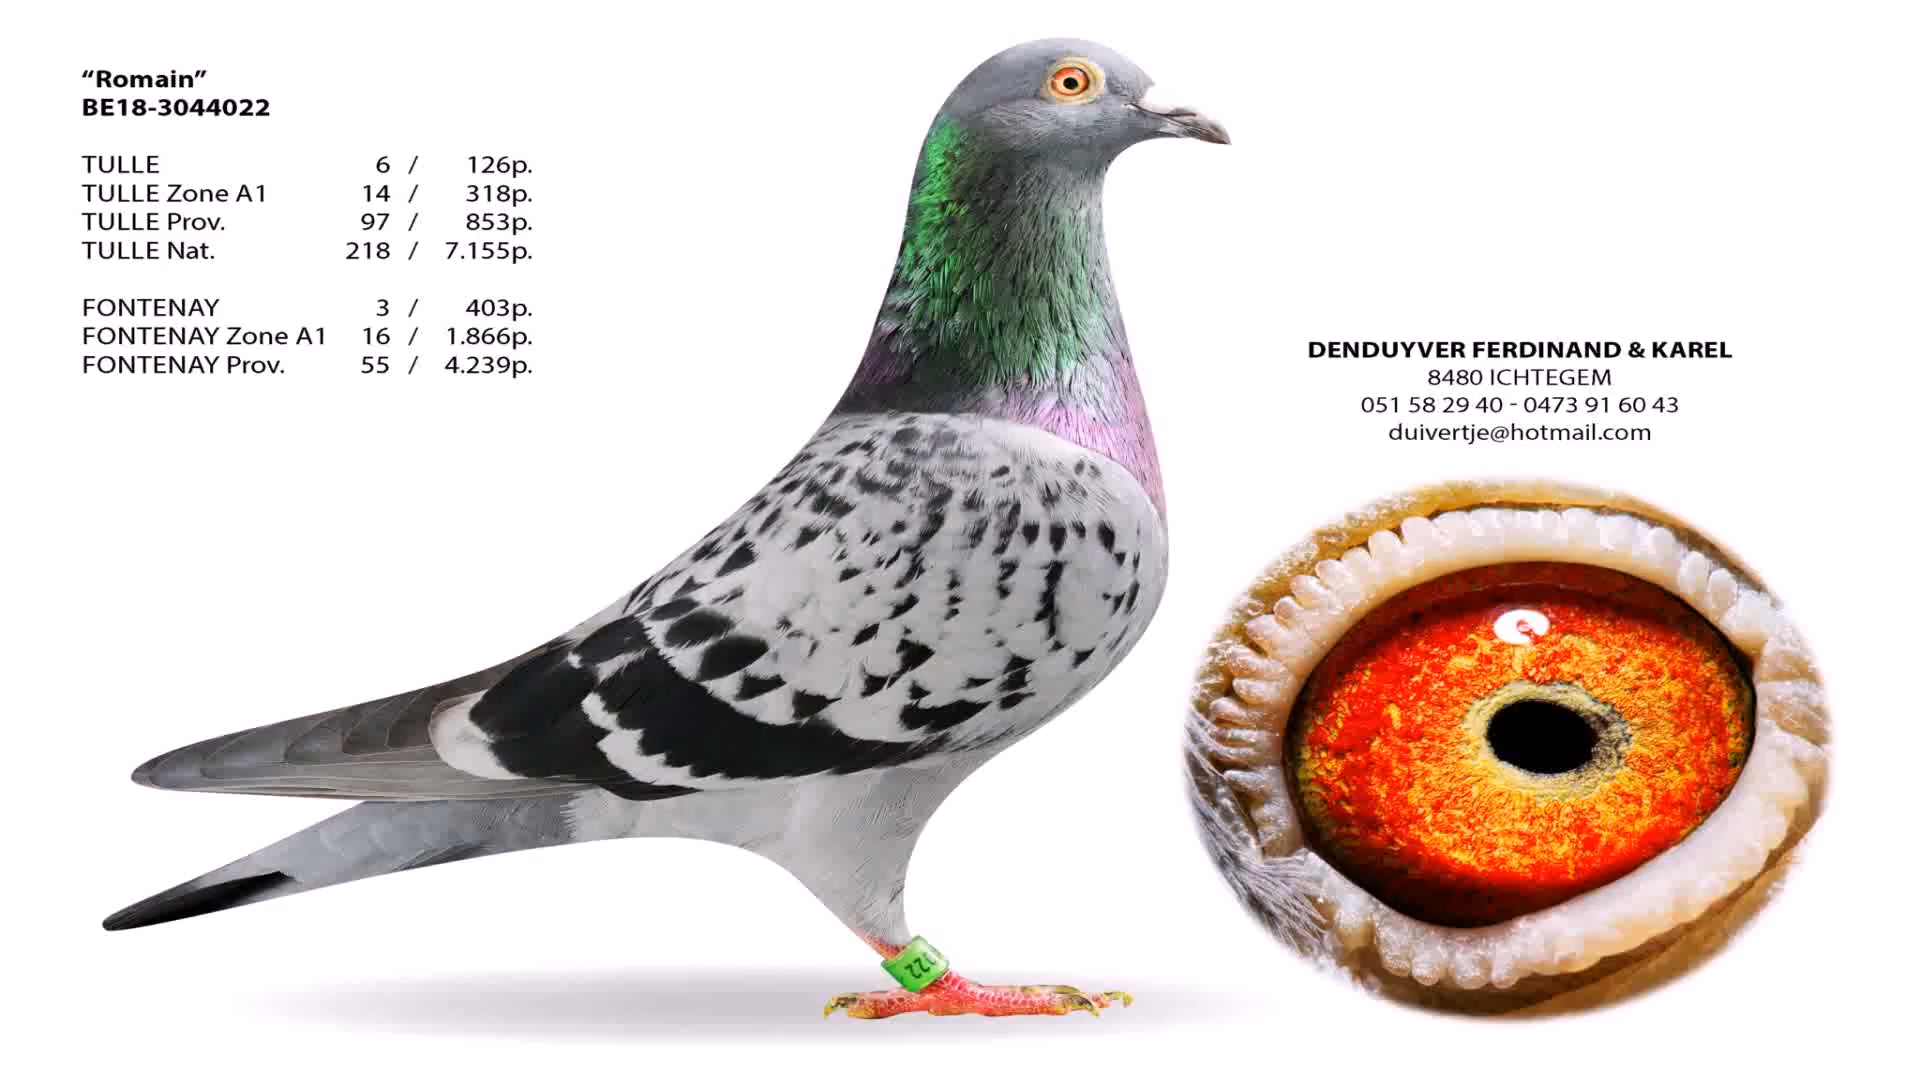 “Romain”
BE18-3044022
TULLE 6 / 126p.
TULLE Zone A1 14 / 318p.
TULLE Prov. 97 / 853p.
TULLE Nat. 218 / 7.155p.
FONTENAY 3 / 403p.
FONTENAY Zone A1 16 / 1.866p.
FONTENAY Prov. 55 / 4.239p.
DENDUYVER FERDINAND & KAREL
8480 ICHTEGEM
051 58 29 40 - 0473 91 60 43
duivertje@hotmail.com
022